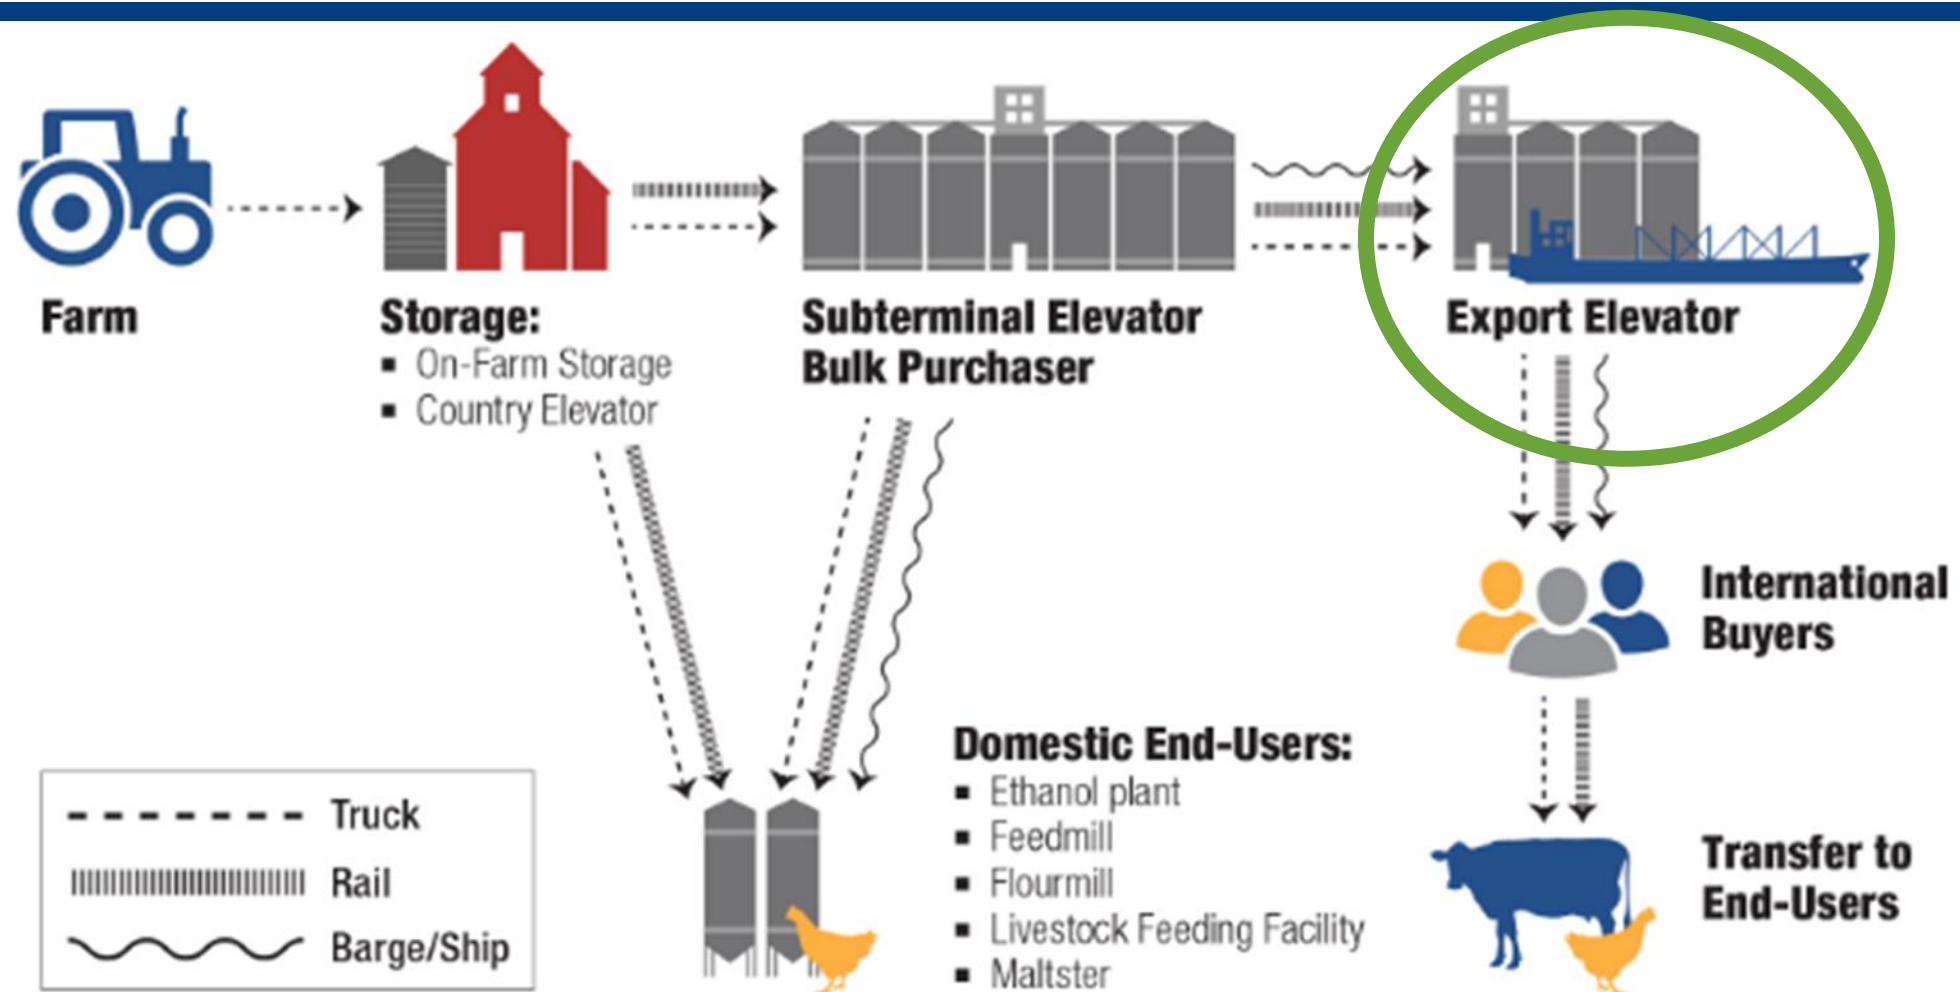 Farm
Storage:
▪ On-Farm Storage
▪ Country Elevator
Subterminal Elevator
Bulk Purchaser
Export Elevator
International
Buyers
Domestic End-Users:
▪ Ethanol plant
▪ Feedmill
▪ Flourmill
▪ Livestock Feeding Facility
▪ Maltster
Transfer to
End-Users
Truck
Rail
Barge/Ship